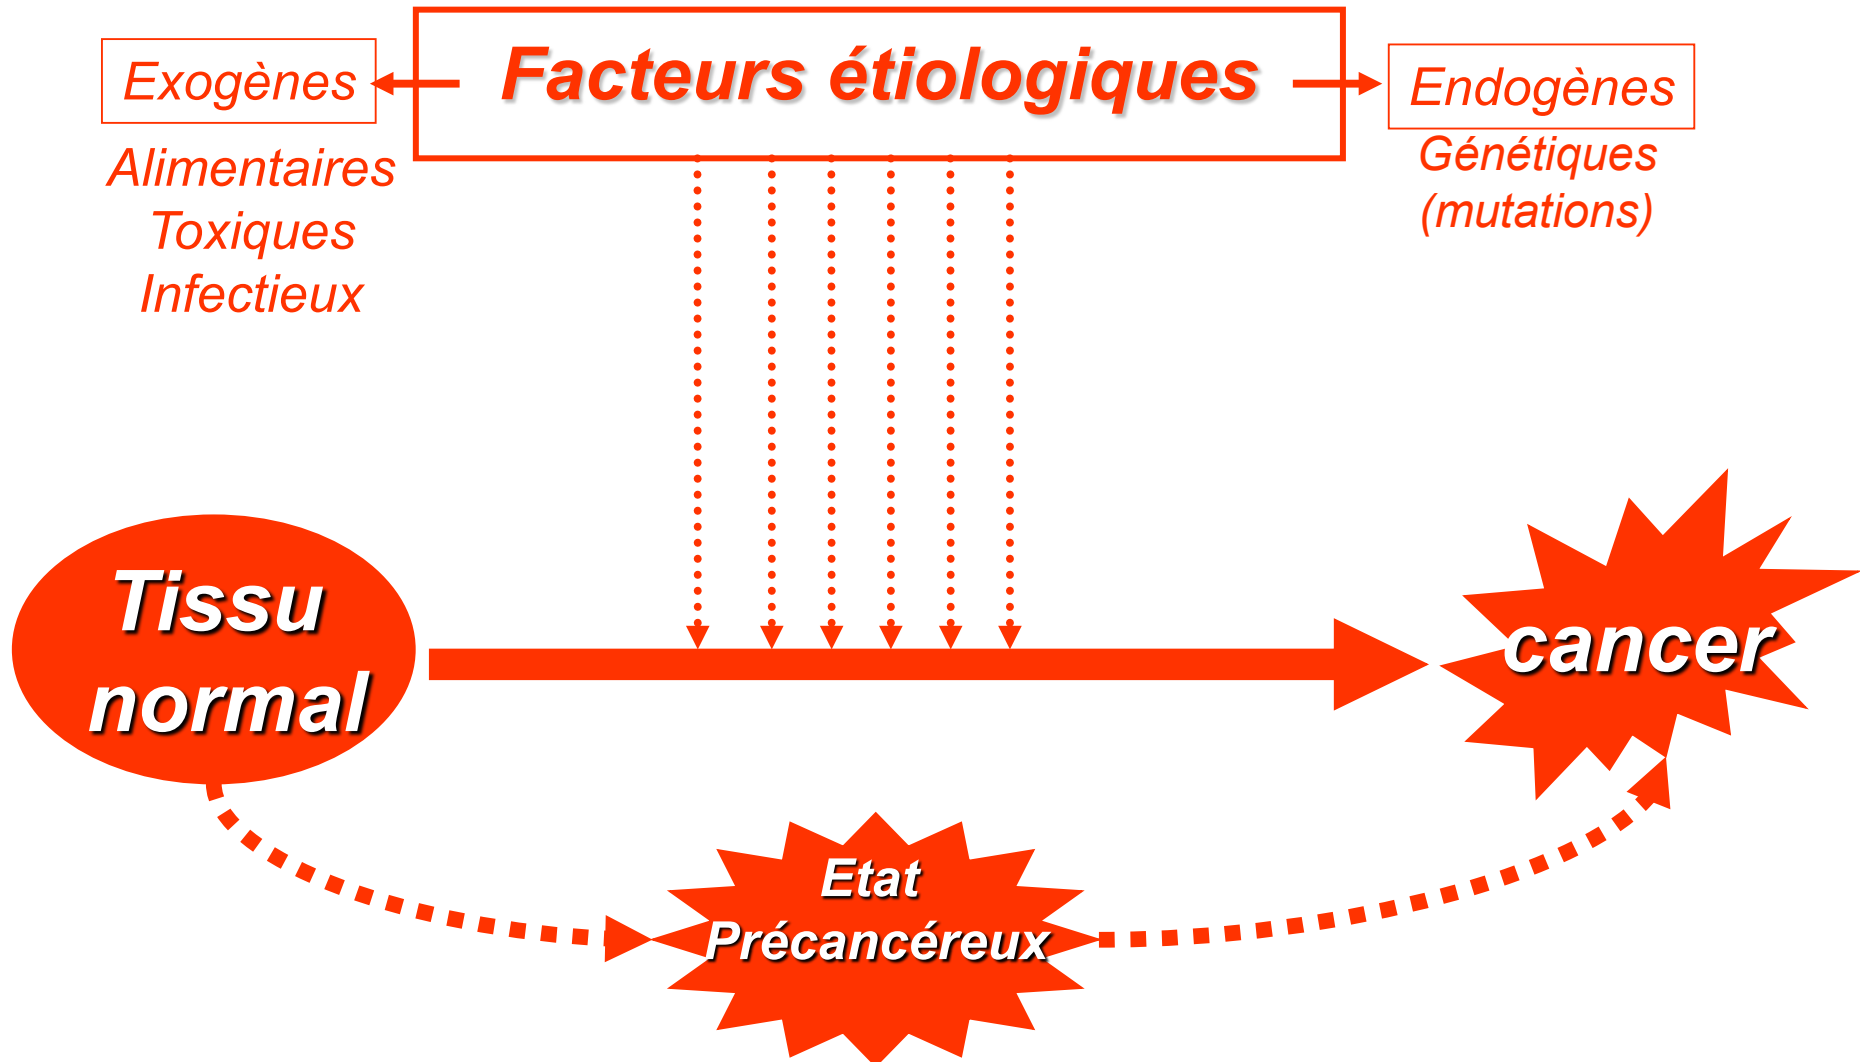 Facteurs étiologiques
Exogènes
Alimentaires
Toxiques
Infectieux
Endogènes
Génétiques
(mutations)
Tissu
normal
cancer
Etat
Précancéreux